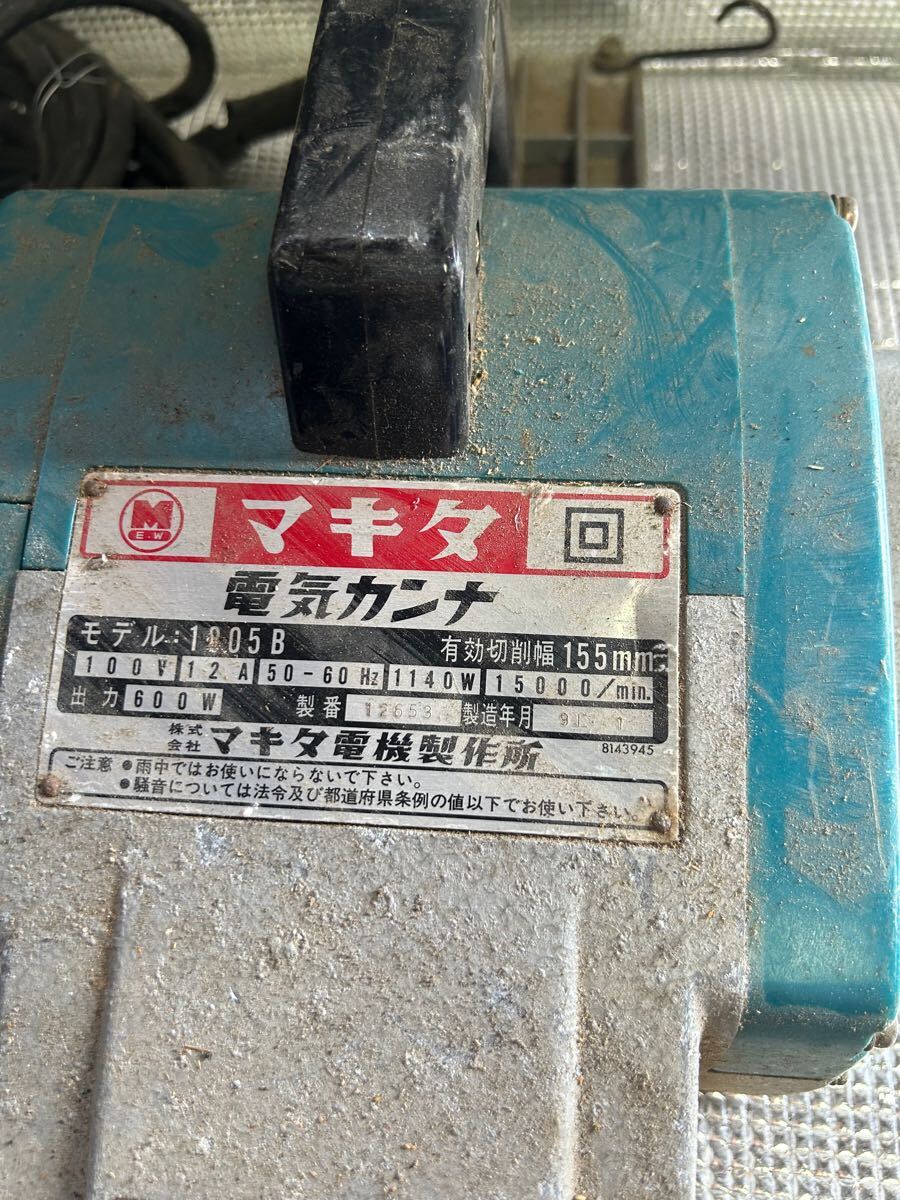 M
E.W
マキタ
電気カンナ
モデル:1805B 有効切削幅 155mm
100V 12A 50-60Hz 1140W 15000/min.
出力 600W 製番 12653 製造年月
株式会社 マキタ電機製作所 8143945
ご注意 ●雨中ではお使いにならないで下さい。
●騒音については法令及び都道府県条例の値以下でお使い下さい。